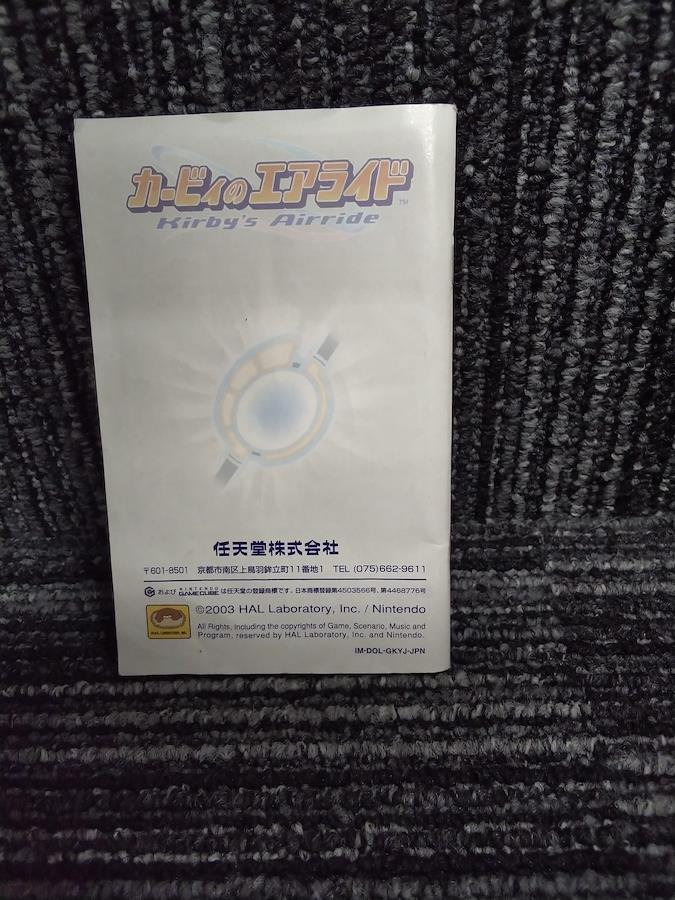 カービィのエアライド™
Kirby's Airride
任天堂株式会社
〒601-8501 京都市南区上鳥羽鉾立町11番地1 TEL (075)662-9611
および NINTENDO GAMECUBE は任天堂の登録商標です。日本商標登録第4503566号、第4468776号
©2003 HAL Laboratory, Inc. / Nintendo
HAL LABORATORY, INC.
All Rights, including the copyrights of Game, Scenario, Music and
Program, reserved by HAL Laboratory, Inc. and Nintendo.
IM-DOL-GKYJ-JPN